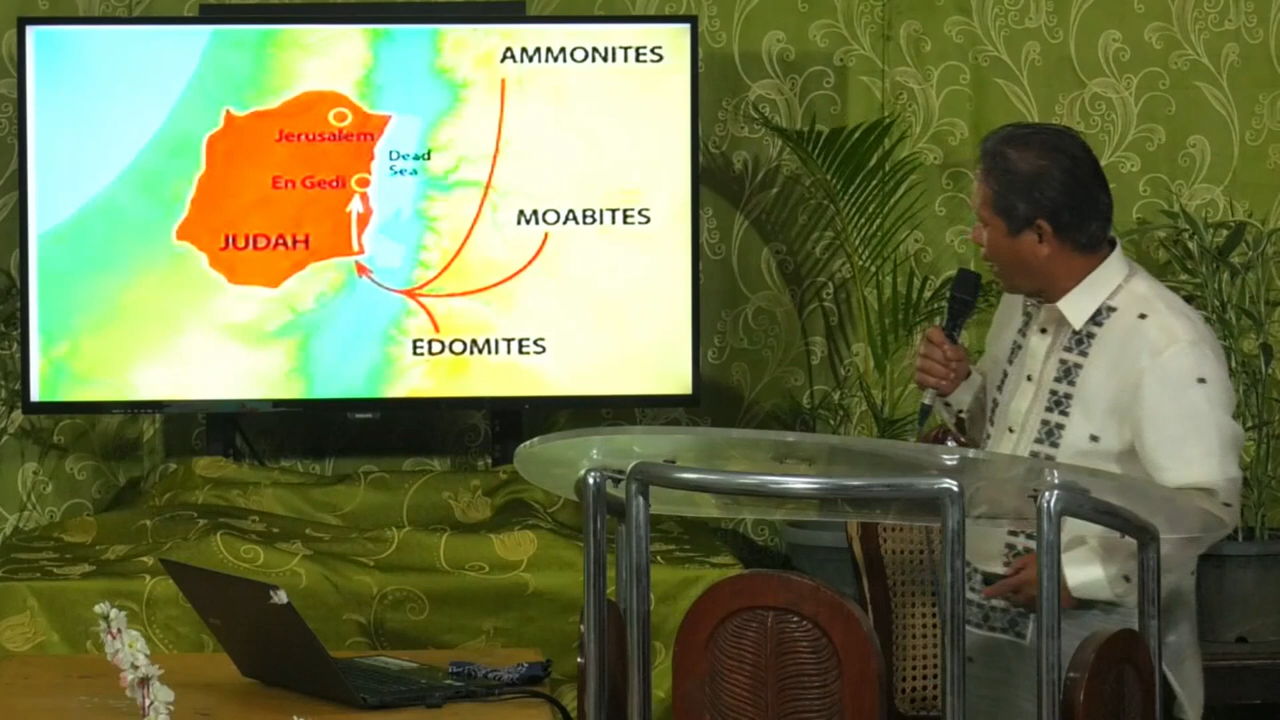 AMMONITES
Jerusalem
Dead
Sea
En Gedi
MOABITES
JUDAH
EDOMITES